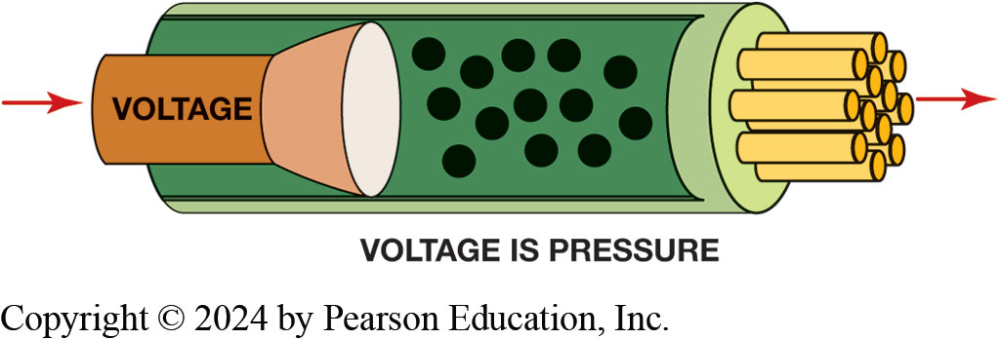 VOLTAGE
VOLTAGE IS PRESSURE
Copyright © 2024 by Pearson Education, Inc.